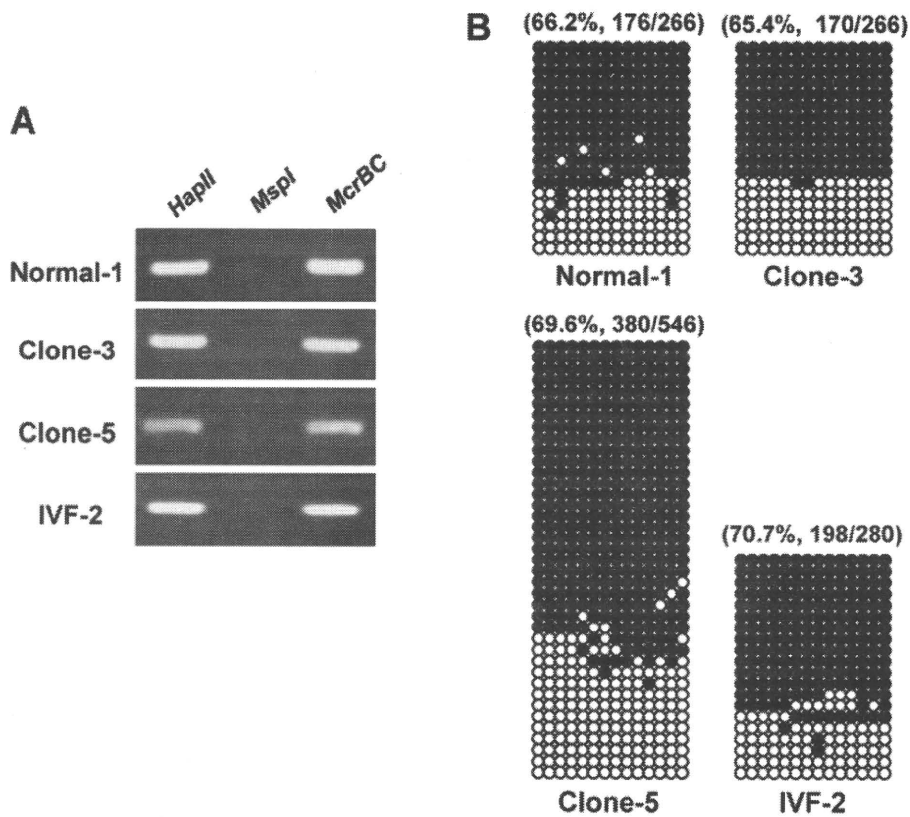 A
HapII
MspI
McrBC
Normal-1
Clone-3
Clone-5
IVF-2
B
(66.2%, 176/266)
(65.4%, 170/266)
Normal-1
Clone-3
(69.6%, 380/546)
(70.7%, 198/280)
Clone-5
IVF-2